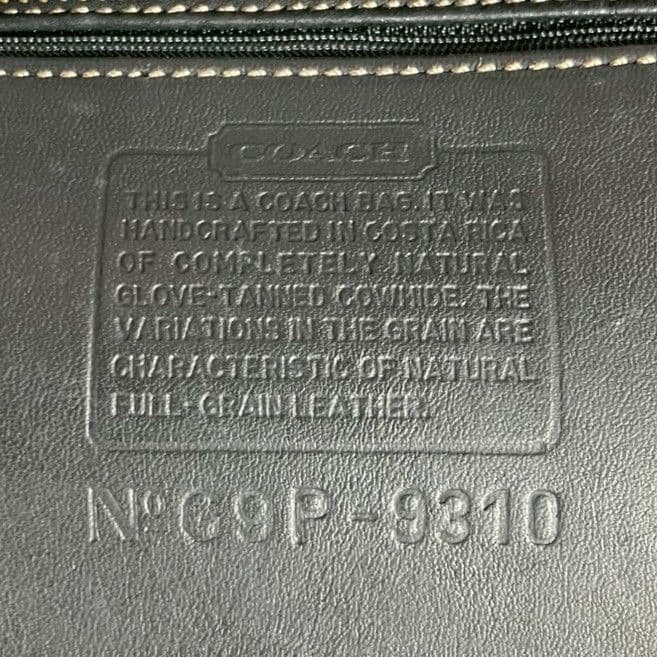 COACH
THIS IS A COACH BAG. IT WAS
HANDCRAFTED IN COSTA RICA
OF COMPLETELY NATURAL
GLOVE-TANNED COWHIDE. THE
VARIATIONS IN THE GRAIN ARE
CHARACTERISTIC OF NATURAL
FULL-GRAIN LEATHER.
Nº G9P-9310